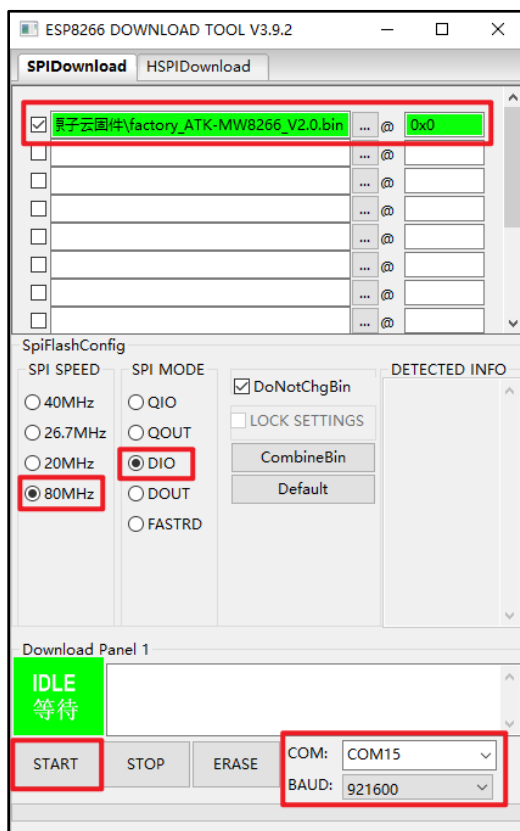 ESP8266 DOWNLOAD TOOL V3.9.2
SPIDownload HSPIDownload
子云固件\factory_ATK-MW8266_V2.0.bin ... @ 0x0
... @
... @
... @
... @
... @
... @
... @
SpiFlashConfig
SPI SPEED SPI MODE DETECTED INFO
40MHz QIO DoNotChgBin
26.7MHz QOUT LOCK SETTINGS
20MHz DIO CombineBin
80MHz DOUT Default
FASTRD
Download Panel 1
IDLE
等待
START STOP ERASE COM: COM15
BAUD: 921600